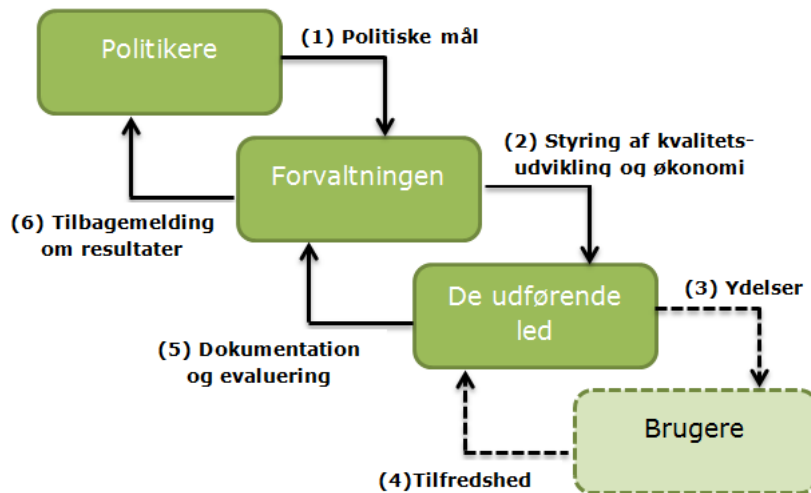 Politikere
(1) Politiske mål
Forvaltningen
(2) Styring af kvalitets-
udvikling og økonomi
(6) Tilbagemelding
om resultater
De udførende
led
(3) Ydelser
(5) Dokumentation
og evaluering
Brugere
(4)Tilfredshed